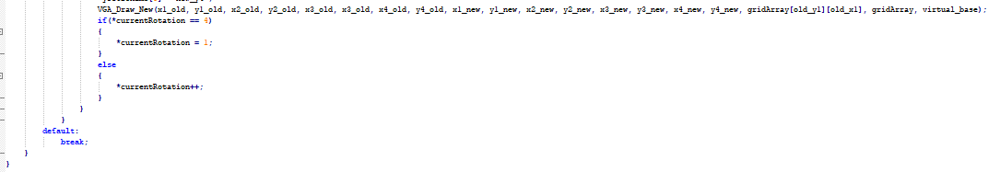 VGA_Draw_New(x1_old, y1_old, x2_old, y2_old, x3_old, x3_old, x4_old, y4_old, x1_new, y1_new, x2_new, y2_new, x3_new, y3_new, x4_new, y4_new, gridArray[old_y1][old_x1], gridArray, virtual_base);
if(*currentRotation == 4)
{
*currentRotation = 1;
}
else
{
*currentRotation++;
}
}
}
default:
break;
}
}